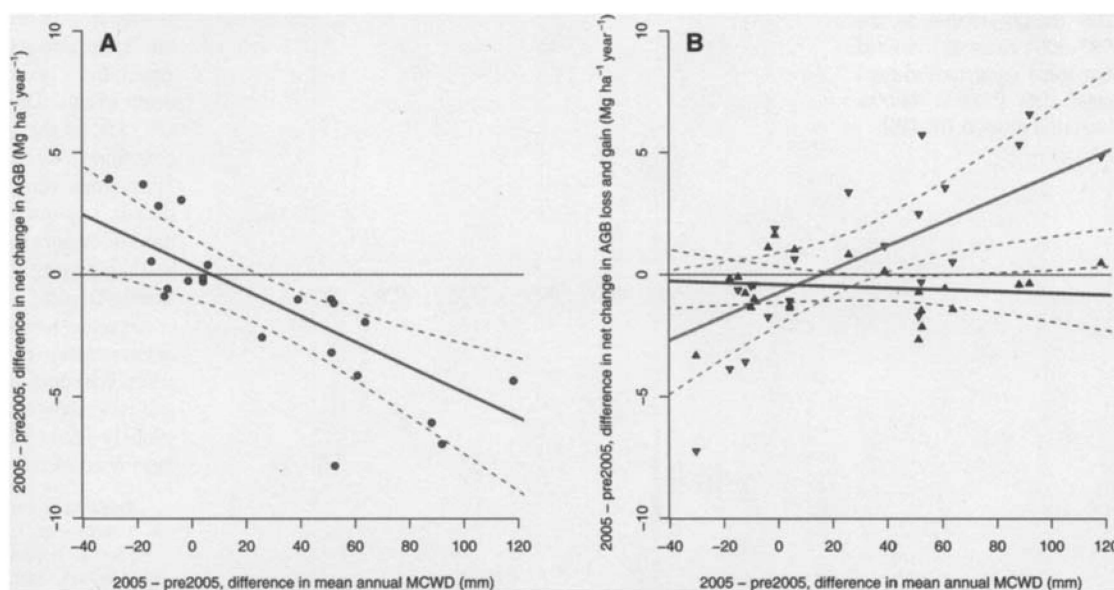 A
B
2005 – pre2005, difference in net change in AGB (Mg ha⁻¹ year⁻¹)
10
5
0
-5
-10
-40 -20 0 20 40 60 80 100 120
2005 – pre2005, difference in mean annual MCWD (mm)
2005 – pre2005, difference in net change in AGB loss and gain (Mg ha⁻¹ year⁻¹)
10
5
0
-5
-10
-40 -20 0 20 40 60 80 100 120
2005 – pre2005, difference in mean annual MCWD (mm)